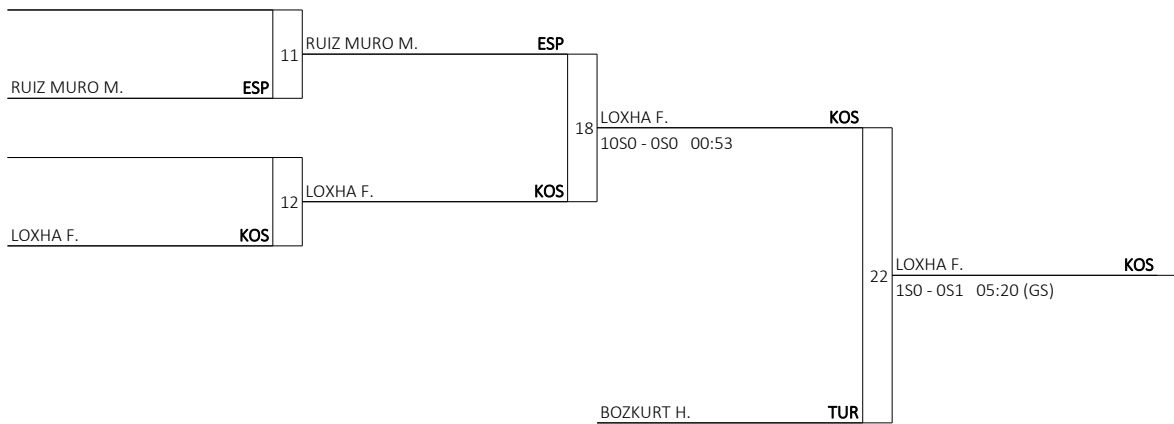 11
RUIZ MURO M. ESP
RUIZ MURO M. ESP
18
LOXHA F. KOS
10S0 - 0S0 00:53
12
LOXHA F. KOS
LOXHA F. KOS
22
LOXHA F. KOS
1S0 - 0S1 05:20 (GS)
BOZKURT H. TUR